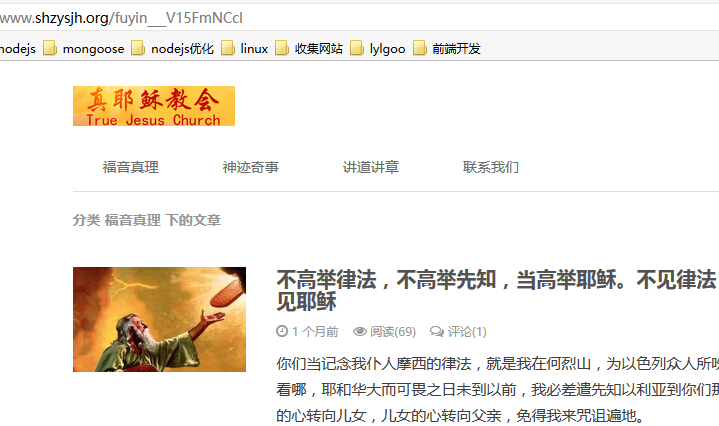 www.shzysjh.org/fuyin___V15FmNCcl
nodejs mongoose nodejs优化 linux 收集网站 lylgoo 前端开发
真耶稣教会
True Jesus Church
福音真理 神迹奇事 讲道讲章 联系我们
分类 福音真理 下的文章
不高举律法，不高举先知，当高举耶稣。不见律法
见耶稣
1 个月前 阅读(69) 评论(1)
你们当记念我仆人摩西的律法，就是我在何烈山，为以色列众人所吩
看哪，耶和华大而可畏之日未到以前，我必差遣先知以利亚到你们那
的心转向儿女，儿女的心转向父亲，免得我来咒诅遍地。